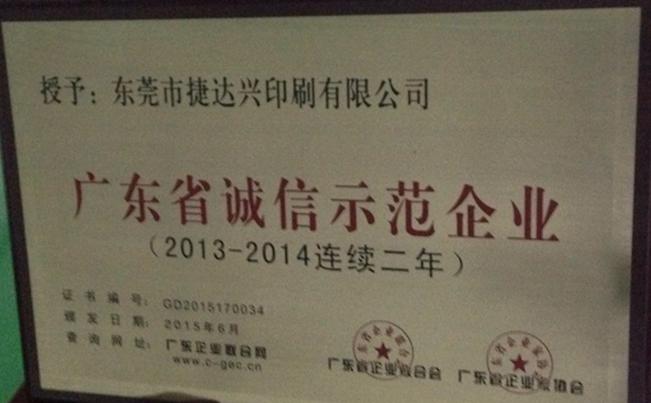 授予：东莞市捷达兴印刷有限公司
广东省诚信示范企业
（2013-2014连续二年）
证书编号：GD2015170034
颁发日期：2015年6月
查询网址：广东企业联合网
www.c-gec.cn
广东省企业联合会
广东省企业家协会